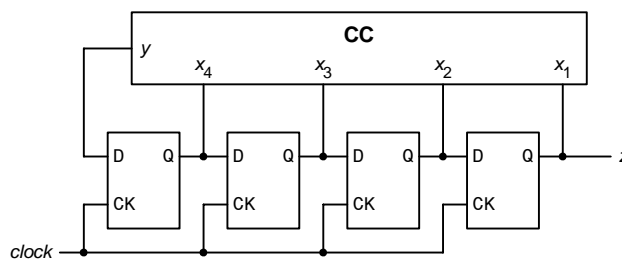 CC
y
x4 x3 x2 x1
D Q D Q D Q D Q
z
CK CK CK CK
clock